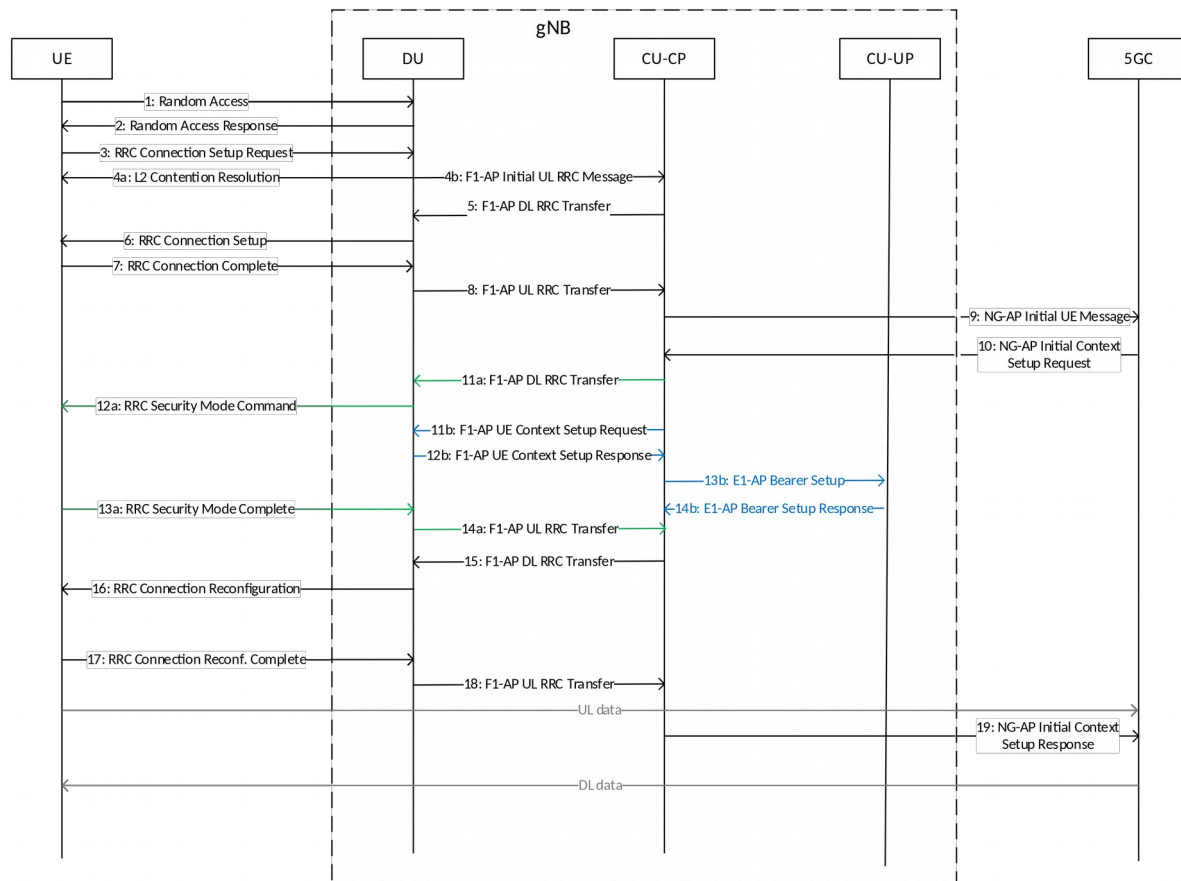 gNB
UE
DU
CU-CP
CU-UP
5GC
1: Random Access
2: Random Access Response
3: RRC Connection Setup Request
4a: L2 Contention Resolution
4b: F1-AP Initial UL RRC Message
5: F1-AP DL RRC Transfer
6: RRC Connection Setup
7: RRC Connection Complete
8: F1-AP UL RRC Transfer
9: NG-AP Initial UE Message
10: NG-AP Initial Context
Setup Request
11a: F1-AP DL RRC Transfer
12a: RRC Security Mode Command
11b: F1-AP UE Context Setup Request
12b: F1-AP UE Context Setup Response
13b: E1-AP Bearer Setup
13a: RRC Security Mode Complete
14b: E1-AP Bearer Setup Response
14a: F1-AP UL RRC Transfer
15: F1-AP DL RRC Transfer
16: RRC Connection Reconfiguration
17: RRC Connection Reconf. Complete
18: F1-AP UL RRC Transfer
UL data
19: NG-AP Initial Context
Setup Response
DL data